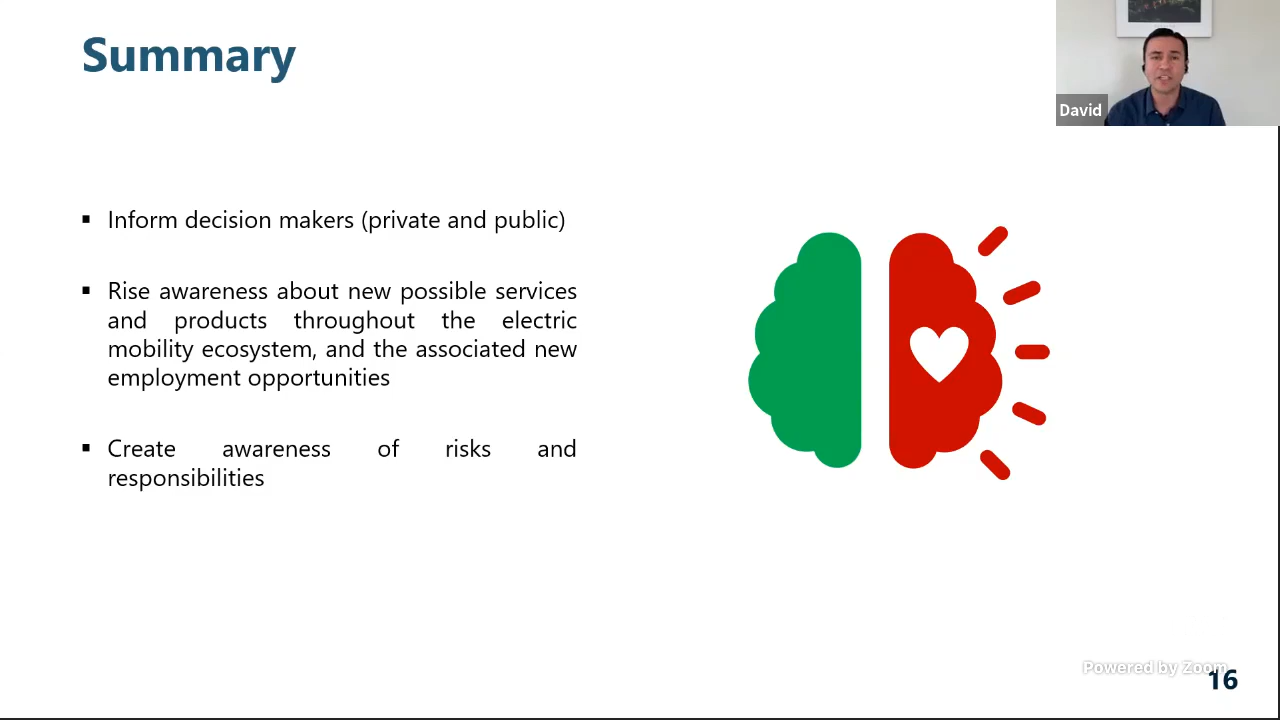 Summary
David
▪ Inform decision makers (private and public)
▪ Rise awareness about new possible services
and products throughout the electric
mobility ecosystem, and the associated new
employment opportunities
▪ Create awareness of risks and
responsibilities
Powered by Zoom
16